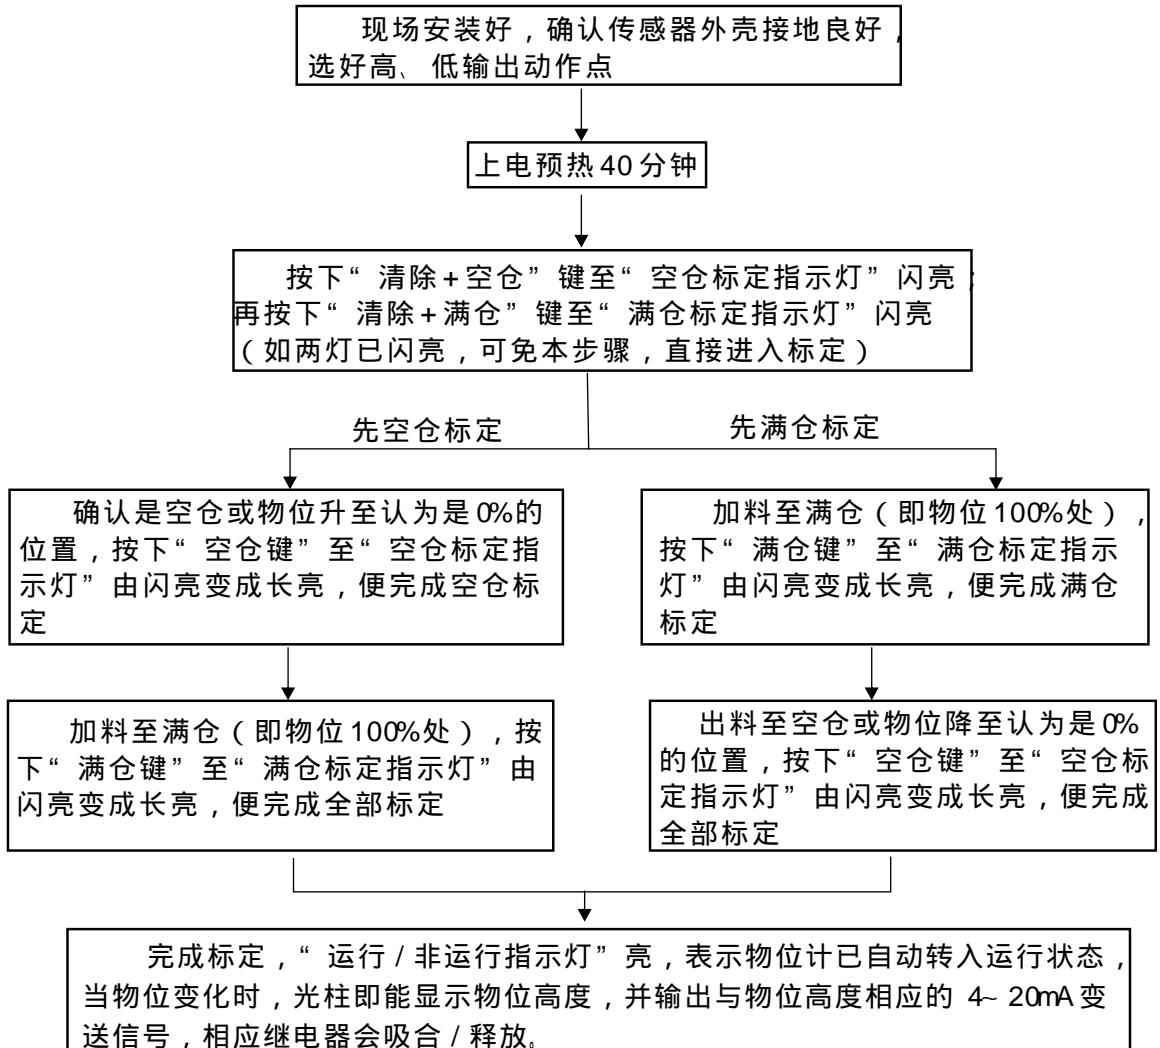 现场安装好，确认传感器外壳接地良好，
选好高、低输出动作点
上电预热40分钟
按下“清除+空仓”键至“空仓标定指示�”闪亮；
再按下“清除+满仓”键至“满仓标定指示灯”闪亮
（如两灯已闪亮，可免本步骤，直接进入标定）
先空仓标定
先满仓标定
确认是空仓或物位升至认为是0%的
位置，按下“空仓键”至“空仓标定指
示灯”由闪亮变成长亮，便完成空仓标
定
加料至满仓（即物位100%处），
按下“满仓键”至“满仓标定指示
灯”由闪亮变成长亮，便完成满仓
标定
加料至满仓（即物位100%处），按
下“满仓键”至“满仓标定指示灯”由
闪亮变成长亮，便完成全部标定
出料至空仓或物位降至认为是0%
的位置，按下“空仓键”至“空仓标
定指示灯”由闪亮变成长亮，便完成
全部标定
完成标定，“运行/非运行指示灯”亮，表示物位计已自动转入运行状态，
当物位变化时，光柱即能显示物位高度，并输出与物位高度相应的 4~20mA变
送信号，相应继电器会吸合/释放。